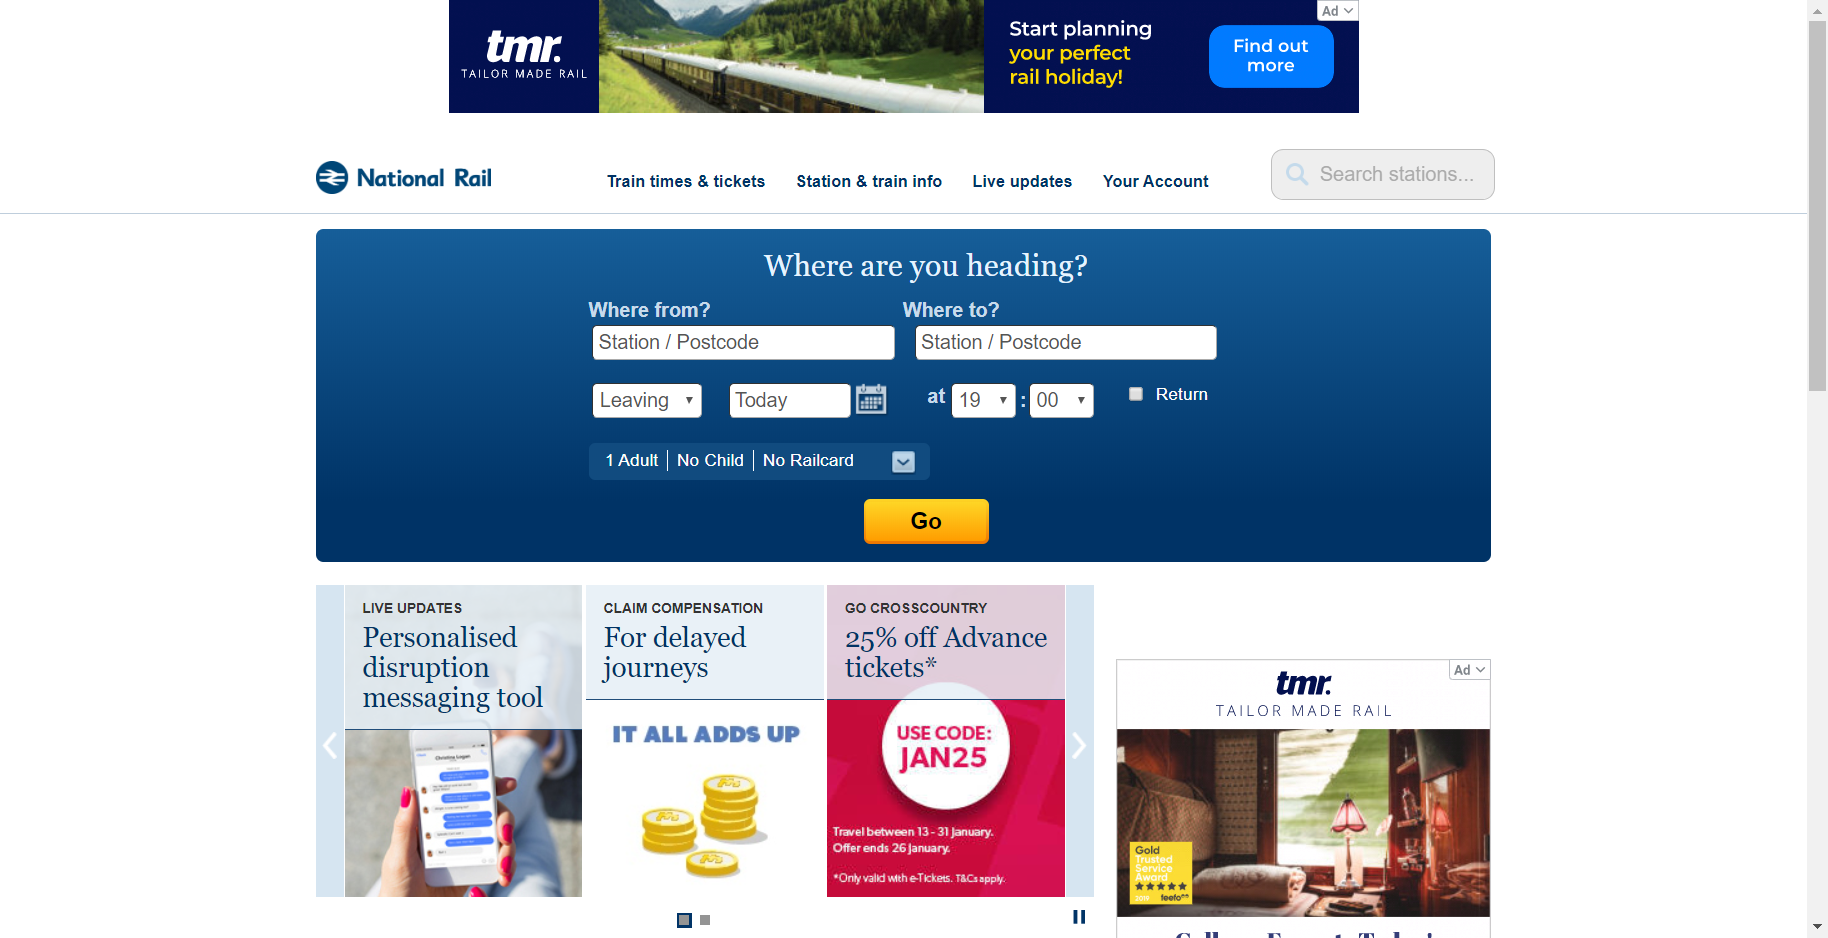 tmr.
TAILOR MADE RAIL
Start planning
your perfect
rail holiday!
Find out
more
Ad
National Rail
Train times & tickets
Station & train info
Live updates
Your Account
Search stations...
Where are you heading?
Where from?
Where to?
Station / Postcode
Station / Postcode
Leaving
Today
at
19
:
00
Return
1 Adult
No Child
No Railcard
Go
LIVE UPDATES
Personalised
disruption
messaging tool
Christina Logan
CLAIM COMPENSATION
For delayed
journeys
IT ALL ADDS UP
GO CROSSCOUNTRY
25% off Advance
tickets*
USE CODE:
JAN25
Travel between 13 - 31 January.
Offer ends 26 January.
*Only valid with e-Tickets. T&Cs apply.
Ad
tmr.
TAILOR MADE RAIL
Gold
Trusted
Service
Award
2019
feefo